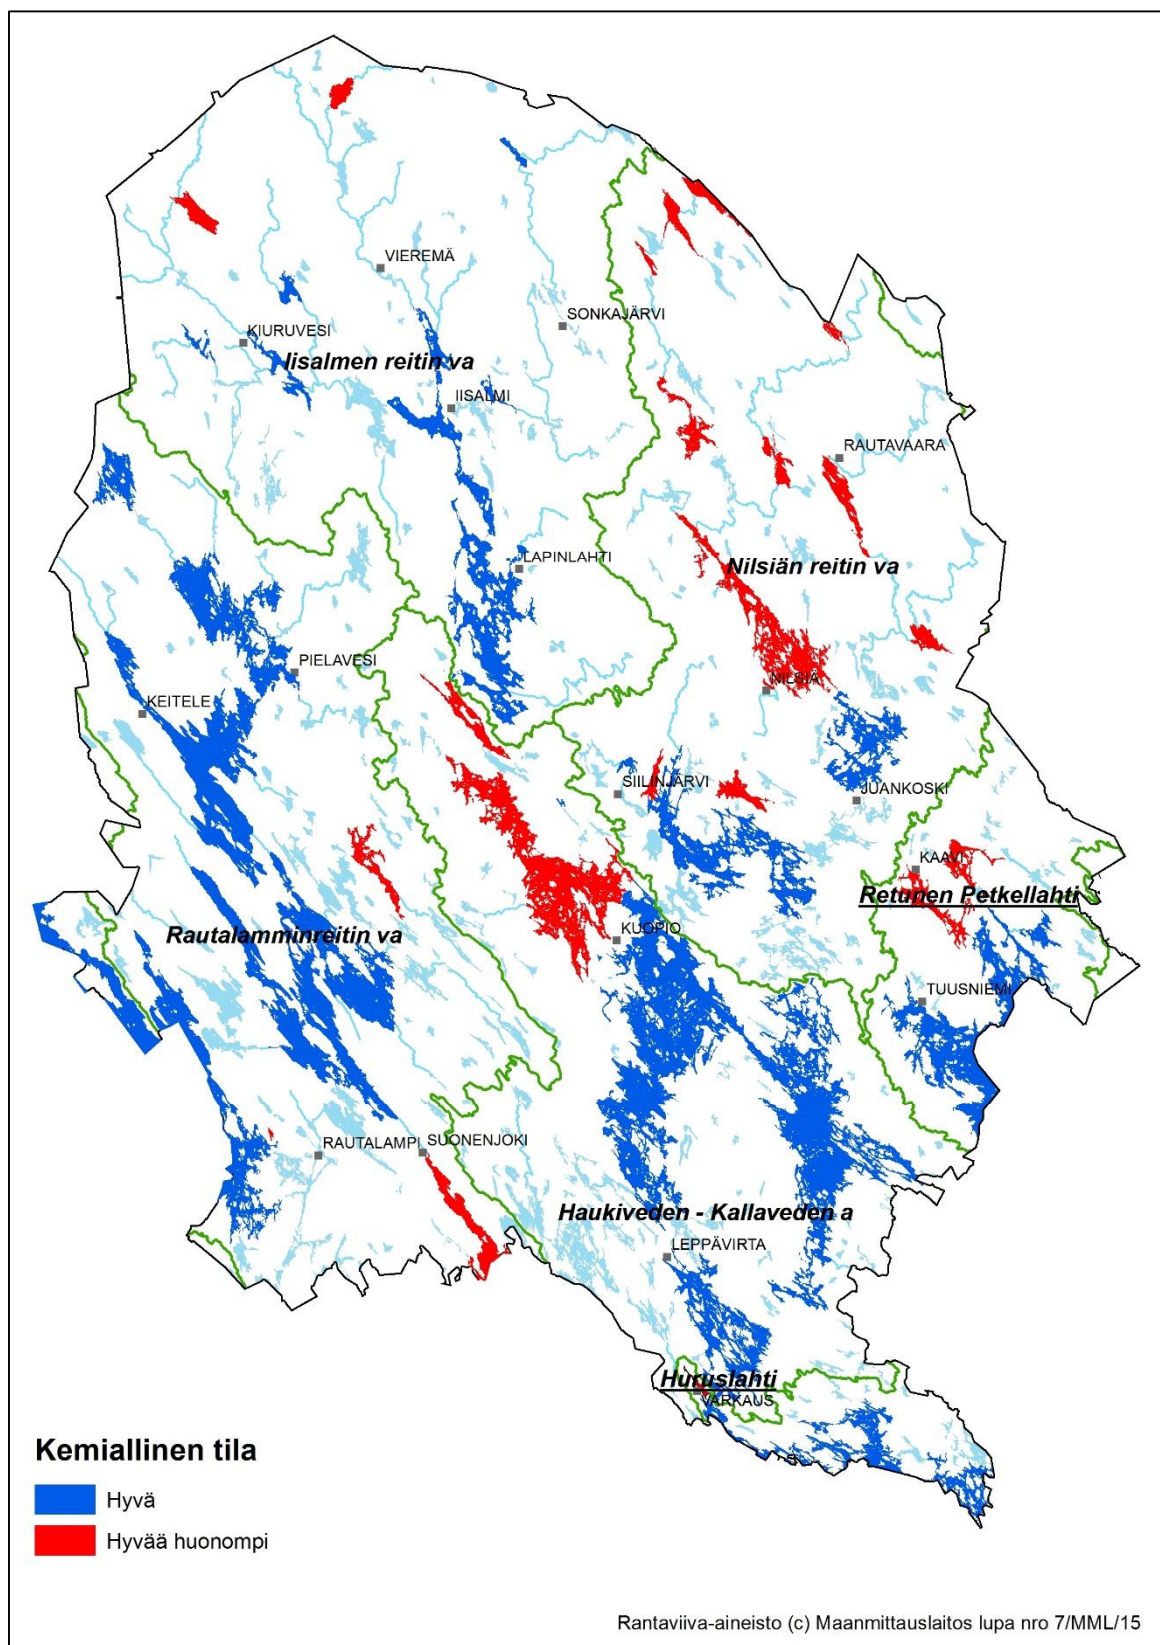 VIEREMÄ
SONKAJÄRVI
KIURUVESI
Iisalmen reitin va
IISALMI
RAUTAVAARA
LAPINLAHTI
Nilsiän reitin va
PIELAVESI
NILSIÄ
KEITELE
SIILINJÄRVI
JUANKOSKI
KAAVI
Retunen Petkellahti
Rautalamminreitin va
KUOPIO
TUUSNIEMI
RAUTALAMPI
SUONENJOKI
Haukiveden - Kallaveden a
LEPPÄVIRTA
Huruslahti
VARKAUS
Kemiallinen tila
Hyvä
Hyvää huonompi
Rantaviiva-aineisto (c) Maanmittauslaitos lupa nro 7/MML/15